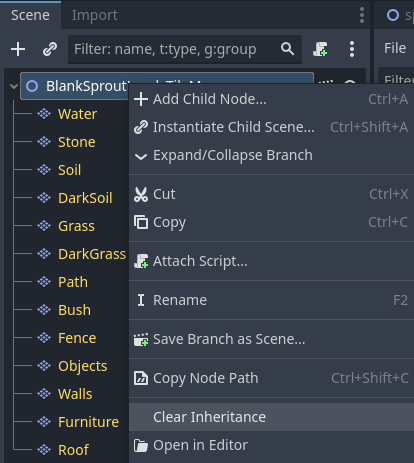 Scene Import
Filter: name, t:type, g:group
File
Filter
Add Child Node... Ctrl+A
Instantiate Child Scene... Ctrl+Shift+A
Water
Expand/Collapse Branch
Stone
Soil
Cut Ctrl+X
DarkSoil
Copy Ctrl+C
Grass
DarkGrass
Attach Script...
Path
Rename F2
Bush
Fence
Save Branch as Scene...
Objects
Copy Node Path Ctrl+Shift+C
Walls
Clear Inheritance
Furniture
Open in Editor
Roof